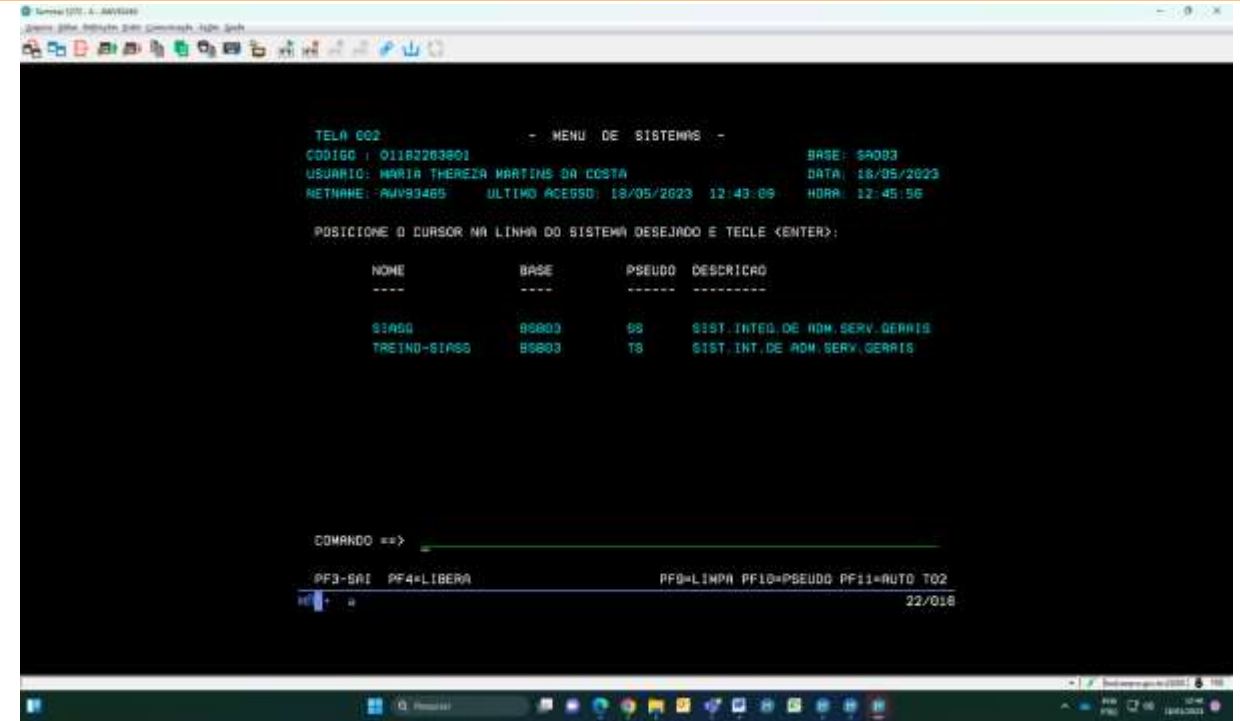 TELA 002 - MENU DE SISTEMAS -
CODIGO : 01182283801 BASE: SA003
USUARIO: MARIA THEREZA MARTINS DA COSTA DATA: 18/05/2023
NETNAME: AWV93465 ULTIMO ACESSO: 18/05/2023 12:43:09 HORA: 12:45:56
POSICIONE O CURSOR NA LINHA DO SISTEMA DESEJADO E TECLE <ENTER>:
NOME BASE PSEUDO DESCRICAO
---- ---- ------ ---------
SIASG BSB03 SS SIST.INTEG.DE ADM.SERV.GERAIS
TREINO-SIASG BSB03 TS SIST.INT.DE ADM.SERV.GERAIS
COMANDO ==>
PF3-SAI PF4=LIBERA PF9=LIMPA PF10=PSEUDO PF11=AUTO T02
22/016